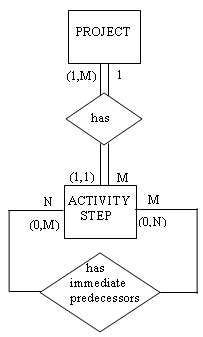 PROJECT
(1,M) 1
has
(1,1) M
N ACTIVITY M
(0,M) STEP (0,N)
has
immediate
predecessors